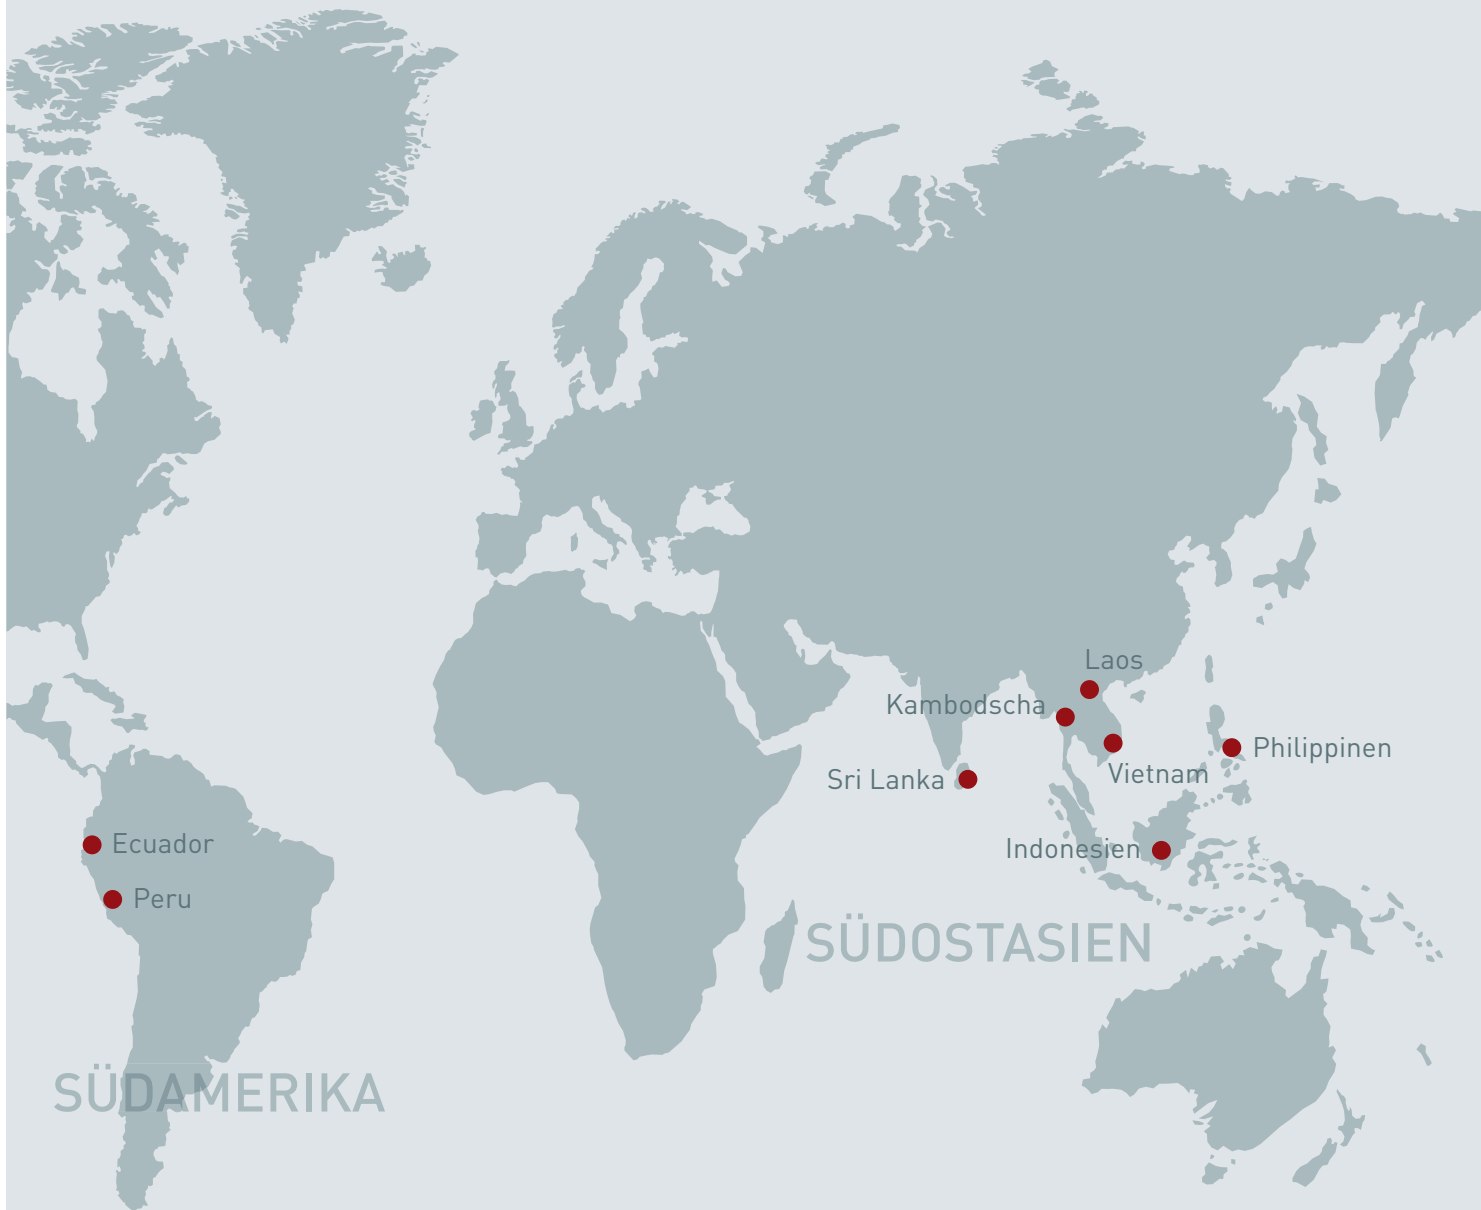 Laos
Kambodscha
Philippinen
Vietnam
Sri Lanka
Ecuador
Indonesien
Peru
SÜDOSTASIEN
SÜDAMERIKA